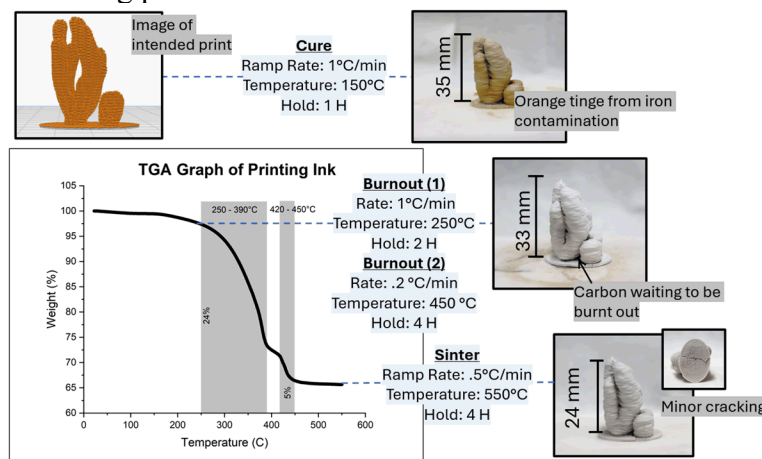 Image of
intended print
Cure
Ramp Rate: 1°C/min
Temperature: 150ºC
Hold: 1 H
35 mm
Orange tinge from iron
contamination
TGA Graph of Printing Ink
105
100
95
90
85
80
75
70
65
60
Weight (%)
250 - 390°C
420 - 450°C
24%
5%
0
100
200
300
400
500
600
Temperature (C)
Burnout (1)
Rate: 1°C/min
Temperature: 250°C
Hold: 2 H
Burnout (2)
Rate: .2 °C/min
Temperature: 450 ºC
Hold: 4 H
33 mm
Carbon waiting to be
burnt out
Sinter
Ramp Rate: .5°C/min
Temperature: 550°C
Hold: 4 H
24 mm
Minor cracking